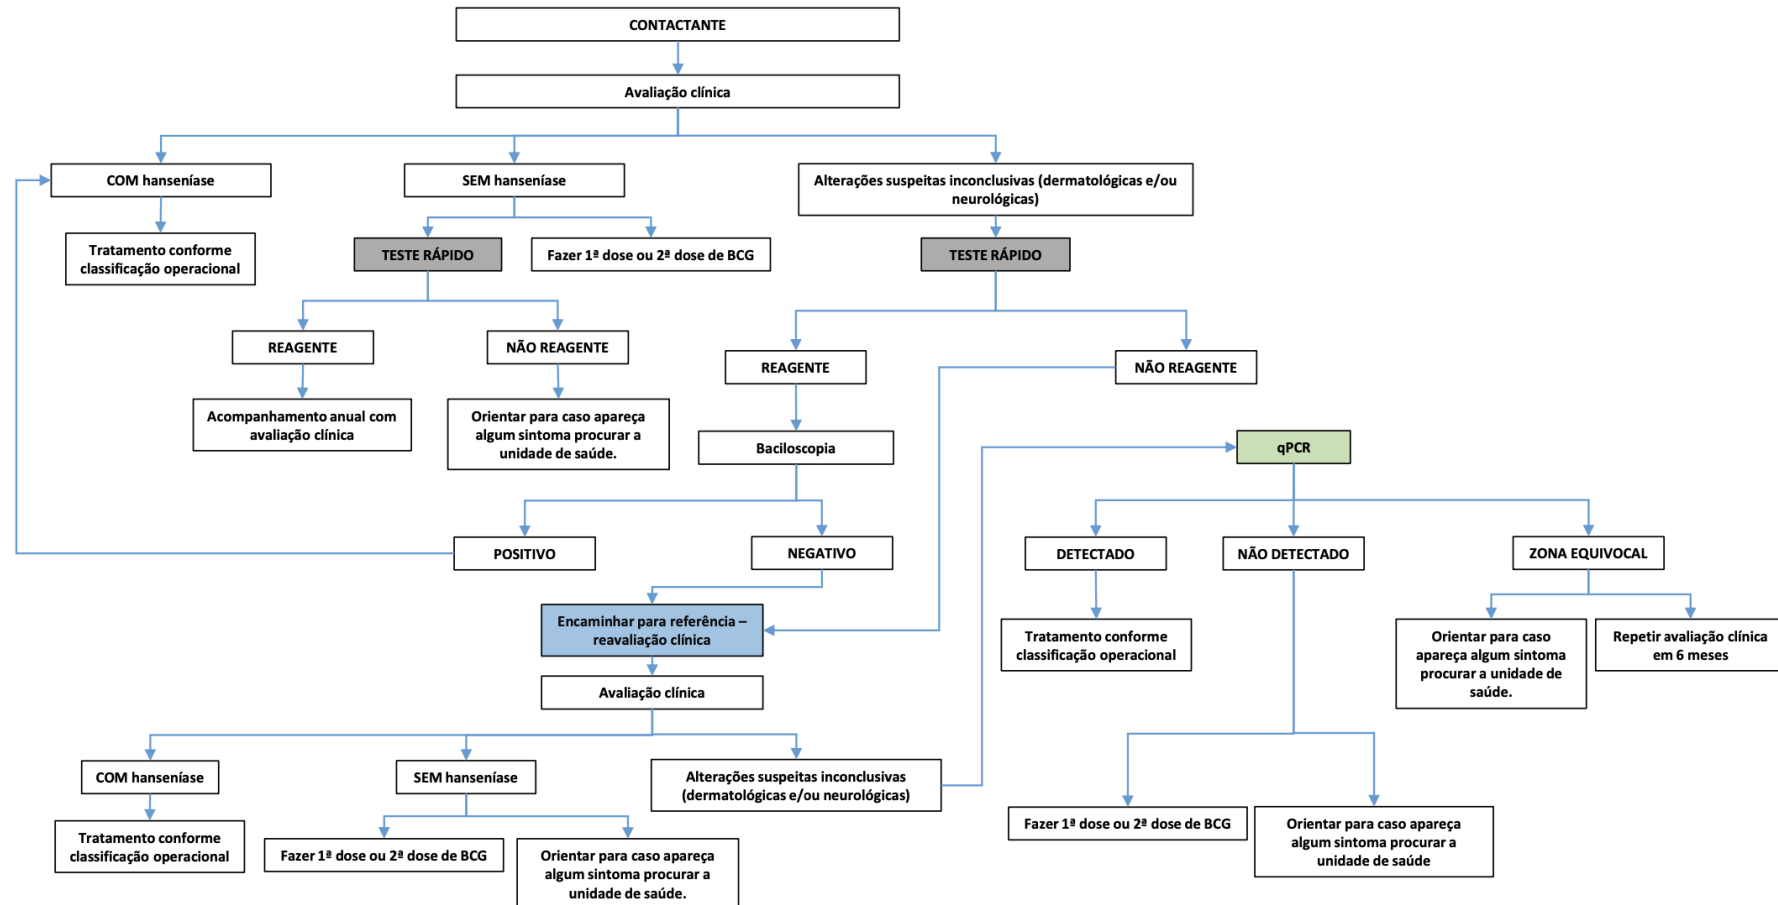 CONTACTANTE
Avaliação clínica
COM hanseníase
SEM hanseníase
Alterações suspeitas inconclusivas (dermatológicas e/ou
neurológicas)
Tratamento conforme
classificação operacional
TESTE RÁPIDO
Fazer 1ª dose ou 2ª dose de BCG
TESTE RÁPIDO
REAGENTE
NÃO REAGENTE
REAGENTE
NÃO REAGENTE
Acompanhamento anual com
avaliação clínica
Orientar para caso apareça
algum sintoma procurar a
unidade de saúde.
Baciloscopia
qPCR
POSITIVO
NEGATIVO
DETECTADO
NÃO DETECTADO
ZONA EQUIVOCAL
Encaminhar para referência –
reavaliação clínica
Tratamento conforme
classificação operacional
Orientar para caso
apareça algum sintoma
procurar a unidade de
saúde.
Repetir avaliação clínica
em 6 meses
Avaliação clínica
COM hanseníase
SEM hanseníase
Alterações suspeitas inconclusivas
(dermatológicas e/ou neurológicas)
Tratamento conforme
classificação operacional
Fazer 1ª dose ou 2ª dose de BCG
Orientar para caso apareça
algum sintoma procurar a
unidade de saúde.
Fazer 1ª dose ou 2ª dose de BCG
Orientar para caso apareça
algum sintoma procurar a
unidade de saúde